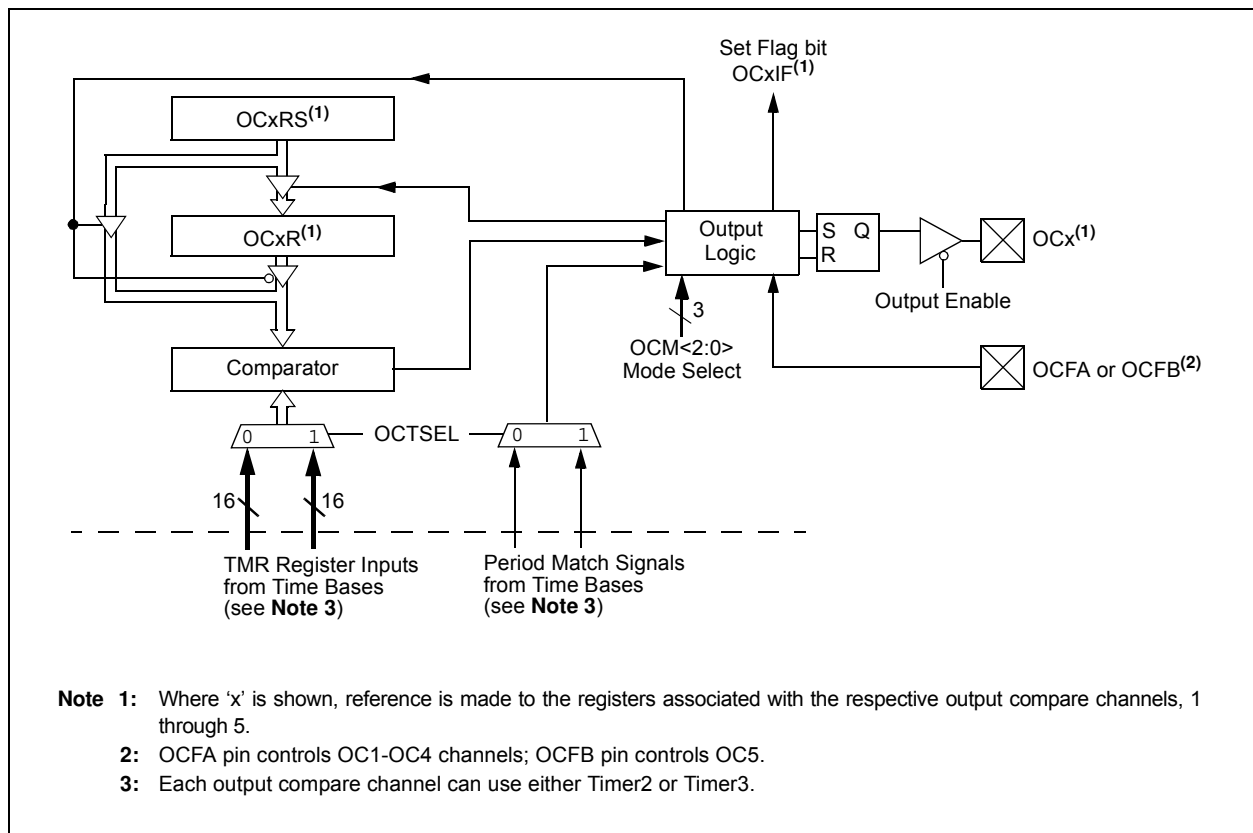 Set Flag bit
OCxIF(1)
OCxRS(1)
OCxR(1)
Output
Logic
S Q
R
OCx(1)
Output Enable
3
OCM<2:0>
Mode Select
Comparator
OCFA or OCFB(2)
0 1
OCTSEL
0 1
16
16
TMR Register Inputs
from Time Bases
(see Note 3)
Period Match Signals
from Time Bases
(see Note 3)
Note 1: Where ‘x’ is shown, reference is made to the registers associated with the respective output compare channels, 1
through 5.
2: OCFA pin controls OC1-OC4 channels; OCFB pin controls OC5.
3: Each output compare channel can use either Timer2 or Timer3.